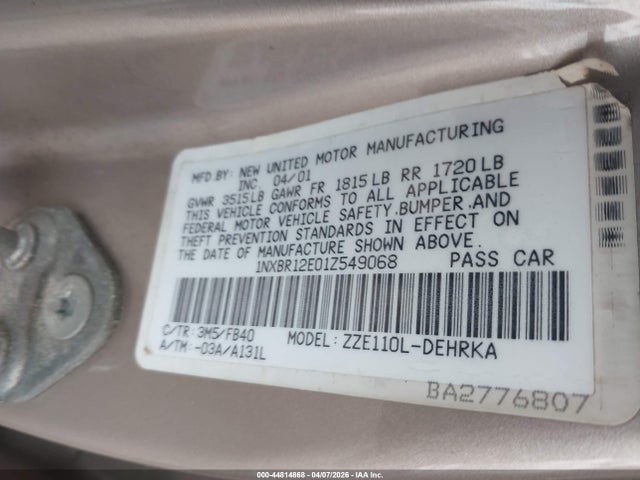 MFD.BY: NEW UNITED MOTOR MANUFACTURING
INC. 04/01
GVWR 3515LB GAWR FR 1815LB RR 1720LB
THIS VEHICLE CONFORMS TO ALL APPLICABLE
FEDERAL MOTOR VEHICLE SAFETY,BUMPER,AND
THEFT PREVENTION STANDARDS IN EFFECT ON
THE DATE OF MANUFACTURE SHOWN ABOVE.
1NXBR12E01Z549068 PASS CAR
C/TR: 3M5/FB40
A/TM: -03A/A131L
MODEL: ZZE110L-DEHRKA
BA2776807
000-44814868 04/07/2026 IAA Inc.